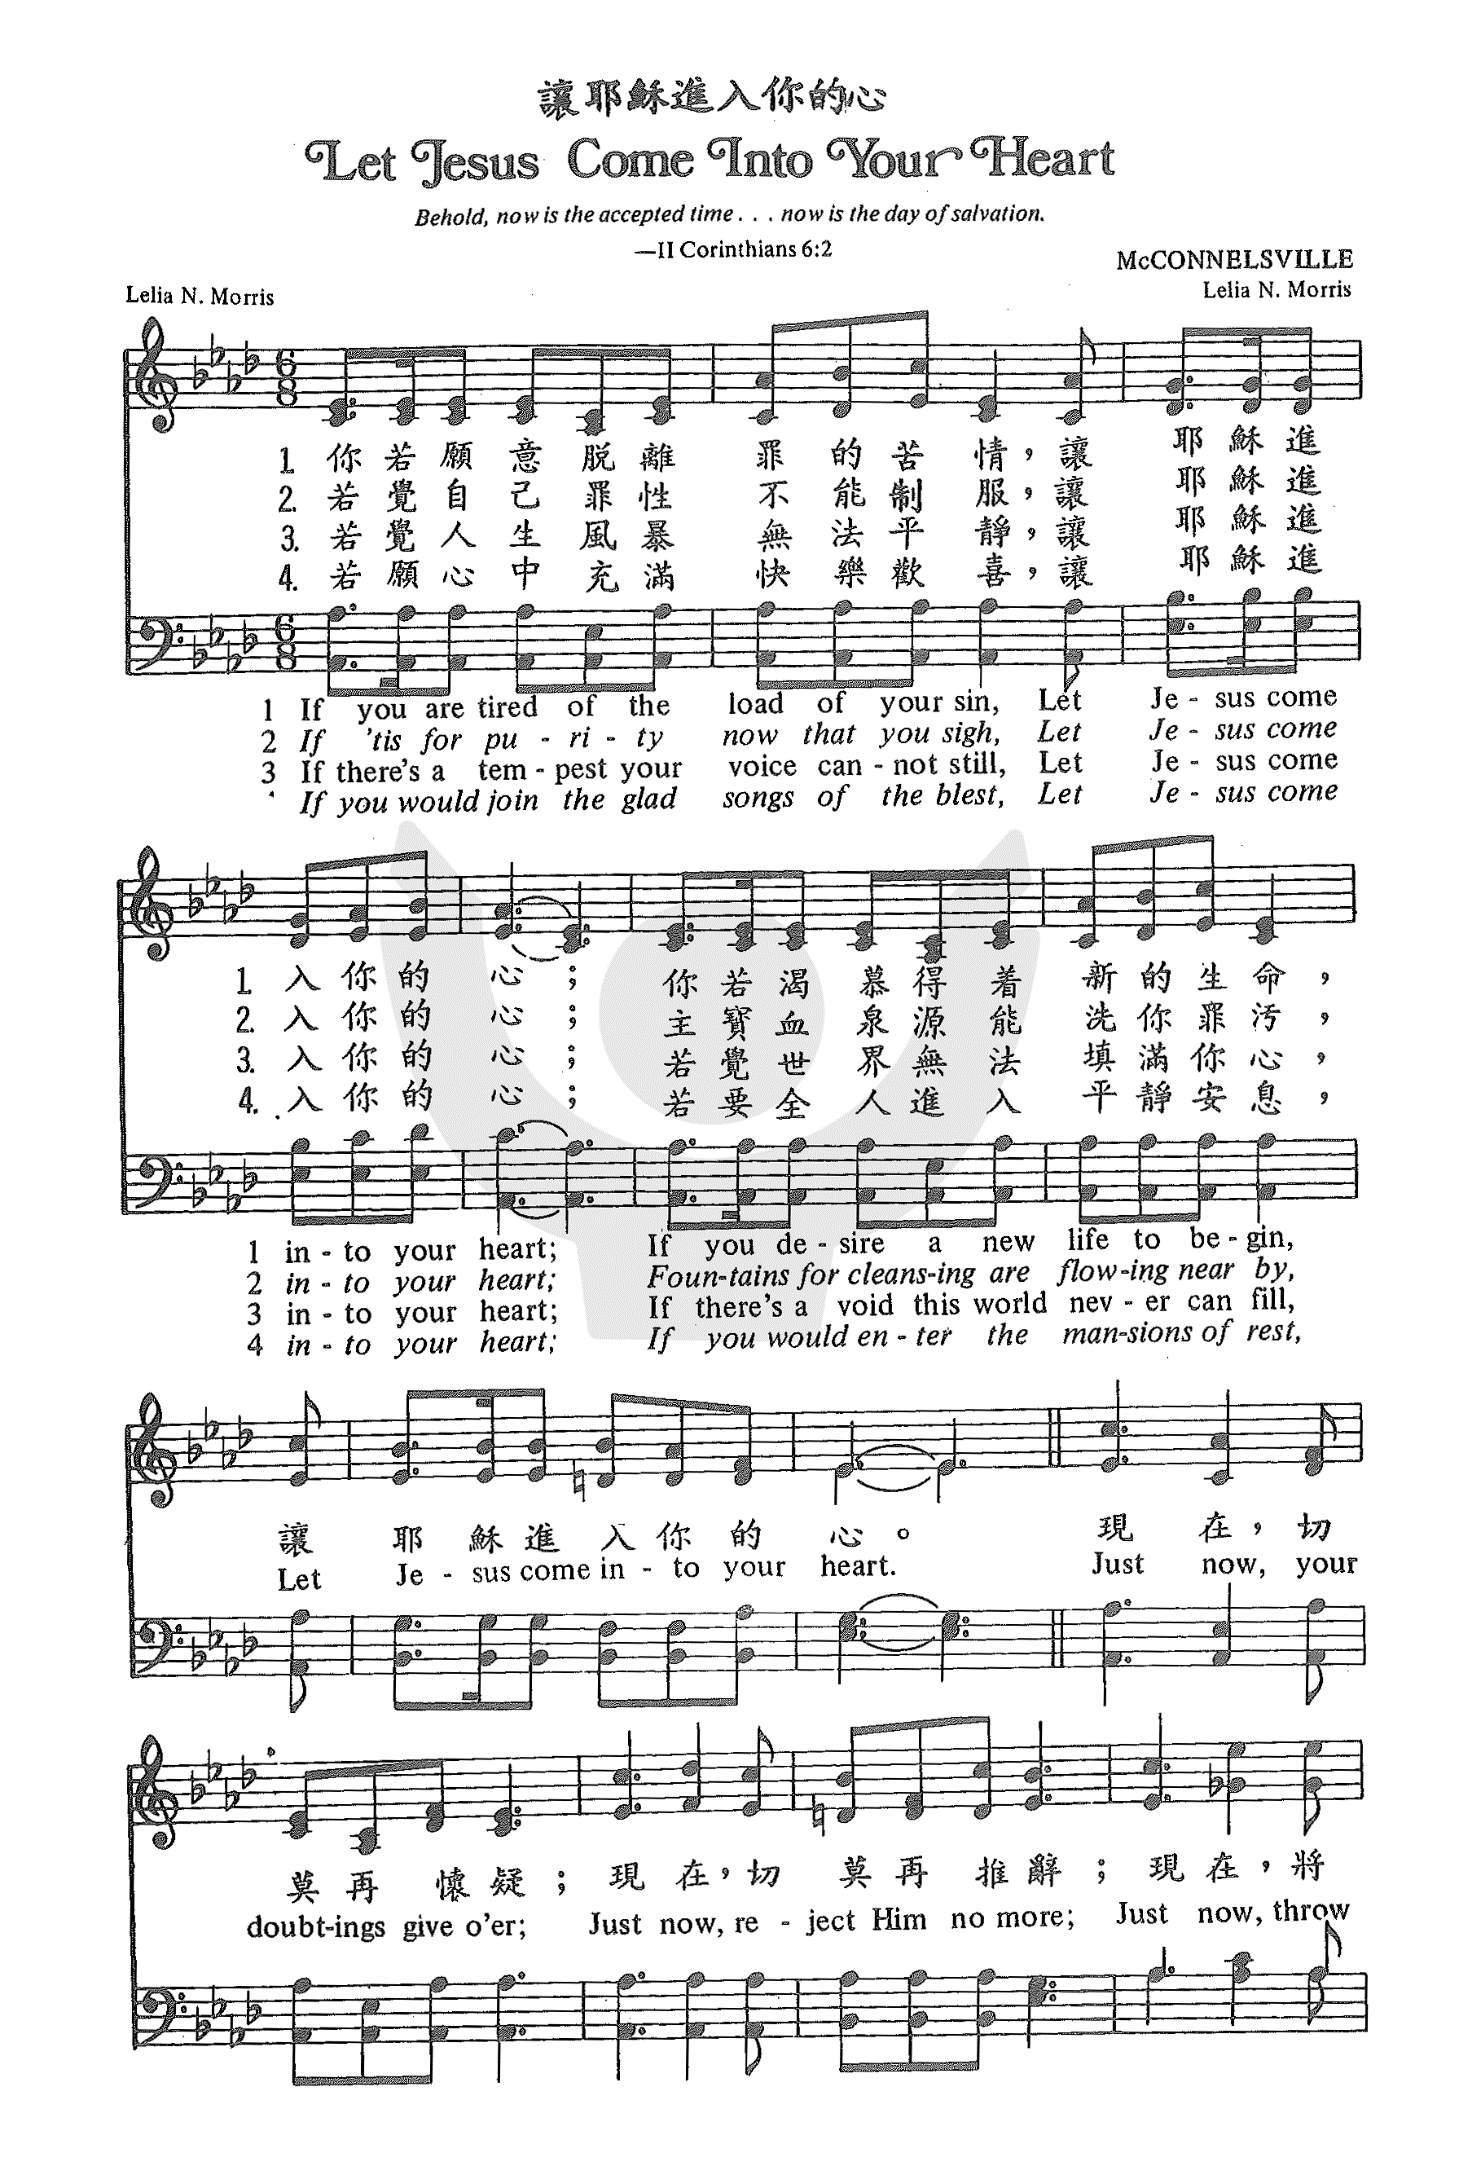 讓耶穌進入你的心
Let Jesus Come Into Your Heart
Behold, now is the accepted time . . . now is the day of salvation.
—II Corinthians 6:2
McCONNELSVILLE
Lelia N. Morris
Lelia N. Morris
1. 你若願意脱離罪的苦情，讓耶穌進
2. 若覺自己罪性不能制服，讓耶穌進
3. 若覺人生風暴無法平靜，讓耶穌進
4. 若願心中充滿快樂歡喜，讓耶穌進
1 If you are tired of the load of your sin, Let Je - sus come
2 If 'tis for pu - ri - ty now that you sigh, Let Je - sus come
3 If there's a tem - pest your voice can - not still, Let Je - sus come
If you would join the glad songs of the blest, Let Je - sus come
1. 入你的心；你若渴慕得着新的生命，
2. 入你的心；主寶血泉源能洗你罪污，
3. 入你的心；若覺世界無法填滿你心，
4. 入你的心；若要全人進入平靜安息，
1 in - to your heart; If you de - sire a new life to be - gin,
2 in - to your heart; Foun-tains for cleans-ing are flow-ing near by,
3 in - to your heart; If there's a void this world nev - er can fill,
4 in - to your heart; If you would en - ter the man-sions of rest,
讓耶穌進入你的心。現在，切
Let Je - sus come in - to your heart. Just now, your
莫再懷疑；現在，切莫再推辭；現在，將
doubt-ings give o'er; Just now, re - ject Him no more; Just now, throw